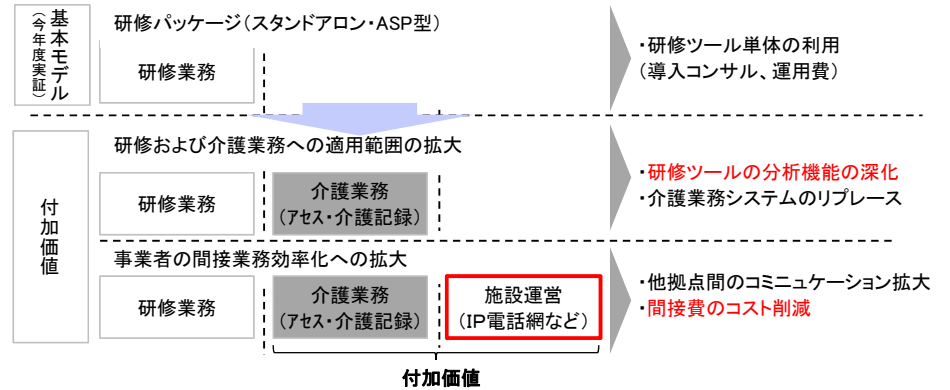 基本モデル
(今年度実証)
研修パッケージ(スタンドアロン・ASP型)
研修業務
・研修ツール単体の利用
(導入コンサル、運用費)
付加価値
研修および介護業務への適用範囲の拡大
研修業務
介護業務
(アセス・介護記録)
・研修ツールの分析機能の深化
・介護業務システムのリプレース
事業者の間接業務効率化への拡大
研修業務
介護業務
(アセス・介護記録)
施設運営
(IP電話網など)
・他拠点間のコミニュケーション拡大
・間接費のコスト削減
付加価値